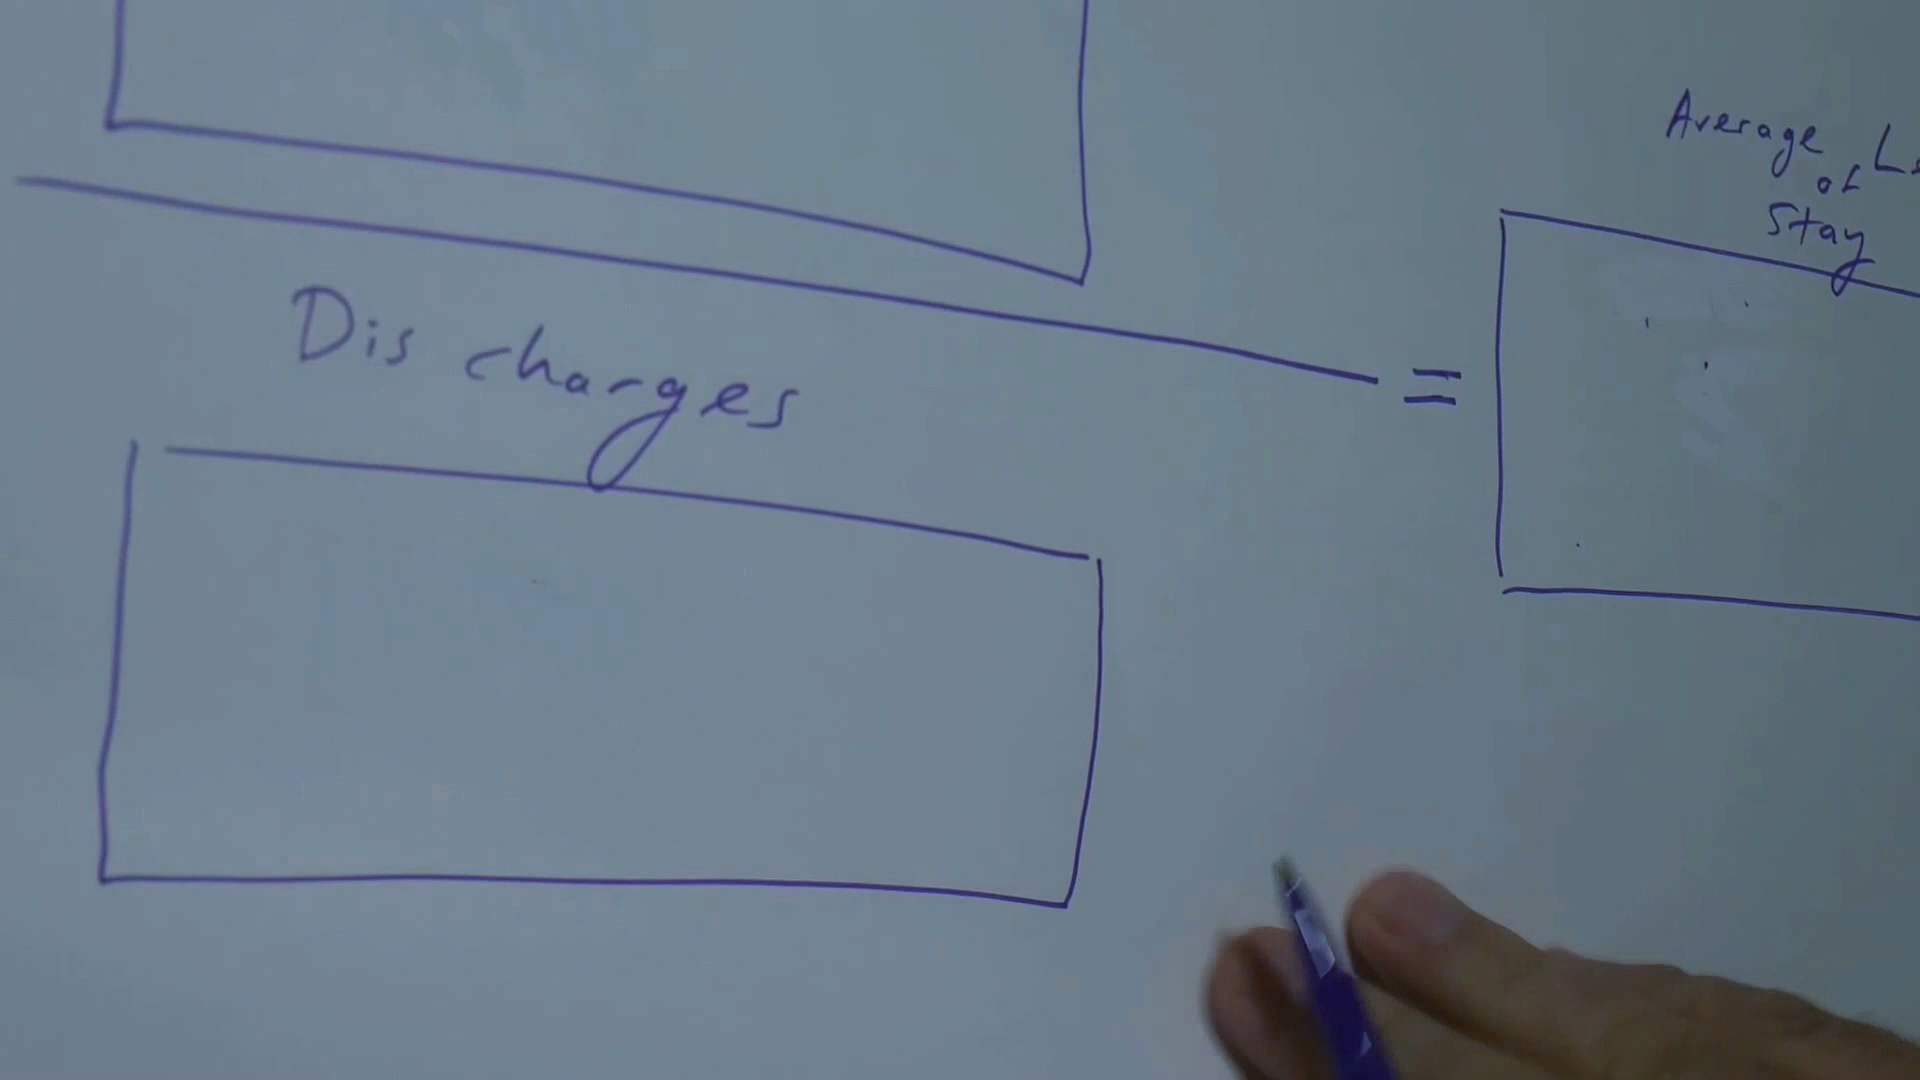 Average
of
Stay
Dis charges
=